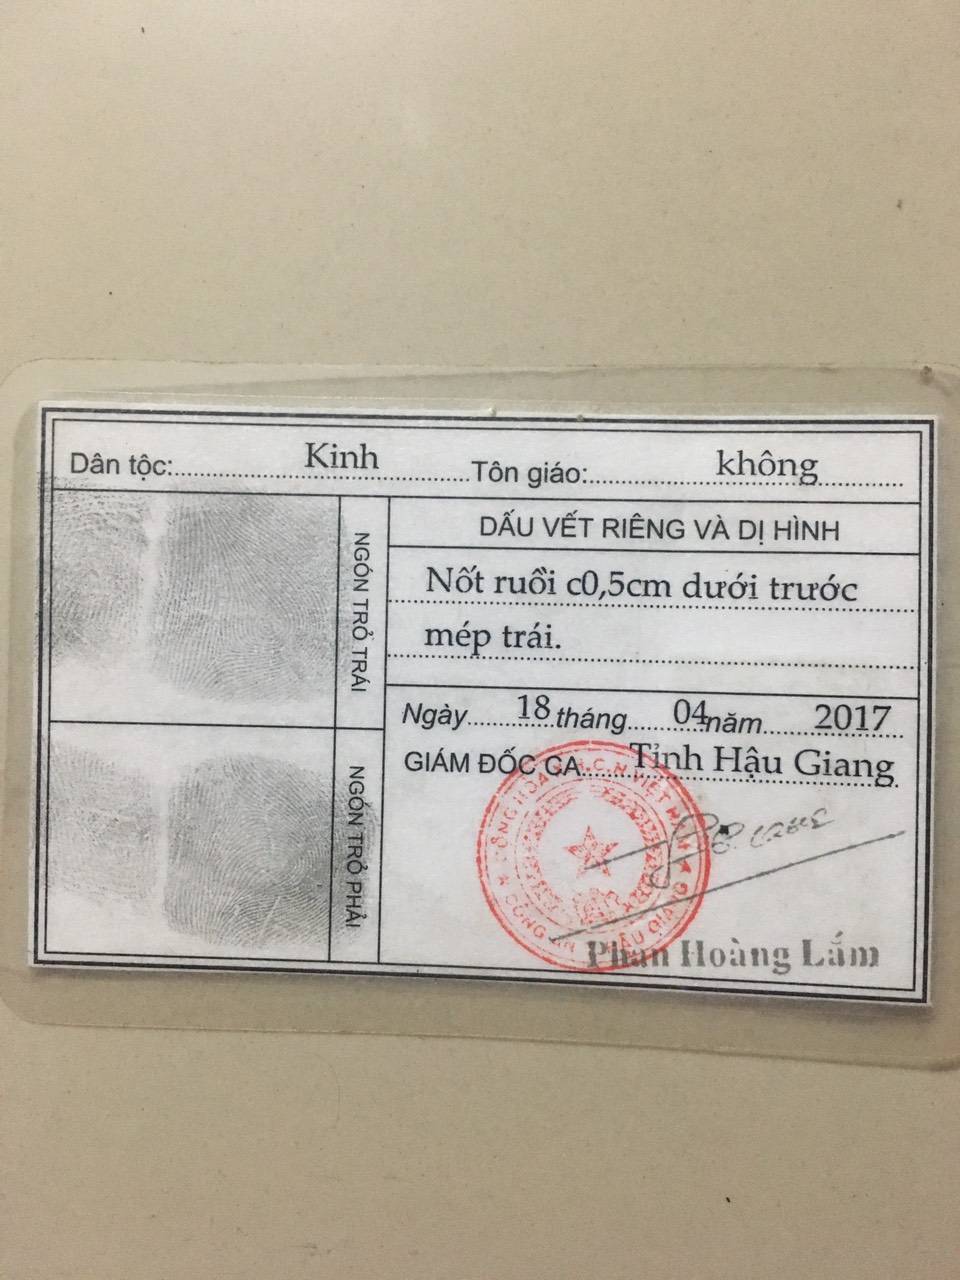 Dân tộc: Kinh Tôn giáo: không
NGÓN TRỎ TRÁI
DẤU VẾT RIÊNG VÀ DỊ HÌNH
Nốt ruồi c0,5cm dưới trước
mép trái.
NGÓN TRỎ PHẢI
Ngày 18 tháng 04 năm 2017
GIÁM ĐỐC CA Tỉnh Hậu Giang
Phan Hoàng Lắm